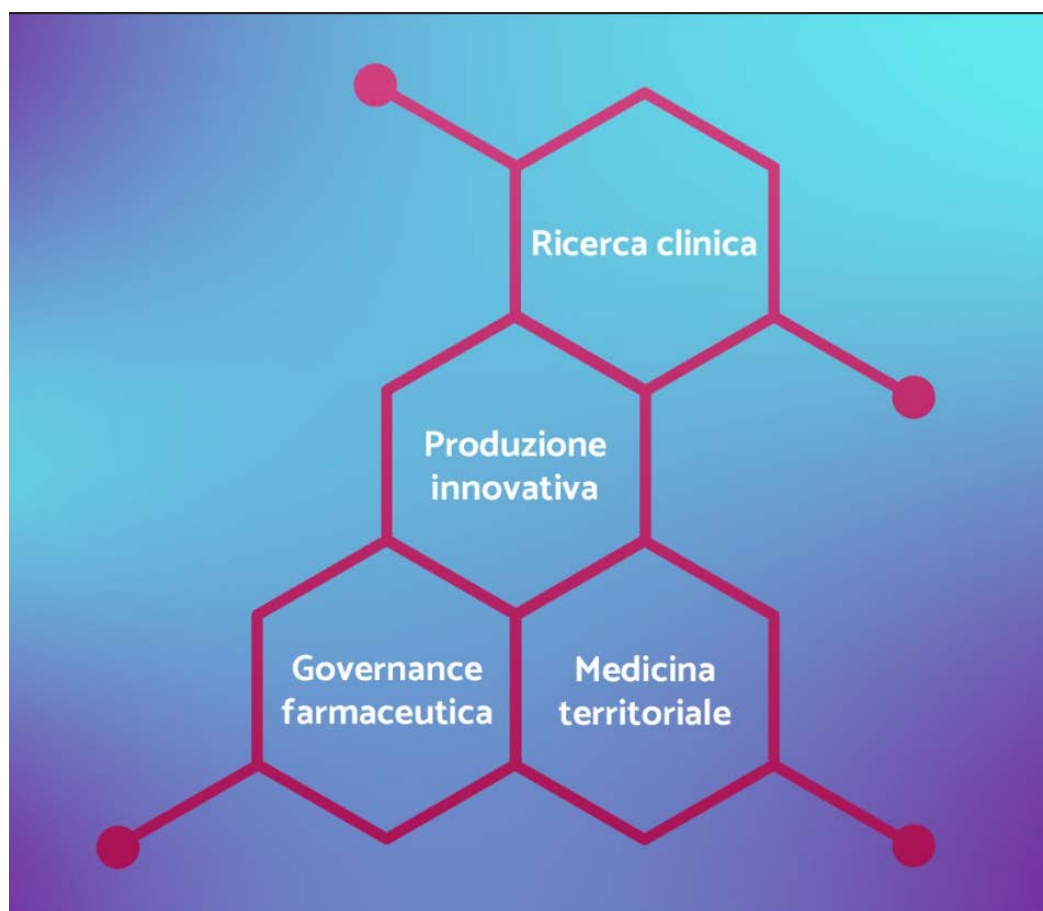 Ricerca clinica
Produzione
innovativa
Governance
farmaceutica
Medicina
territoriale